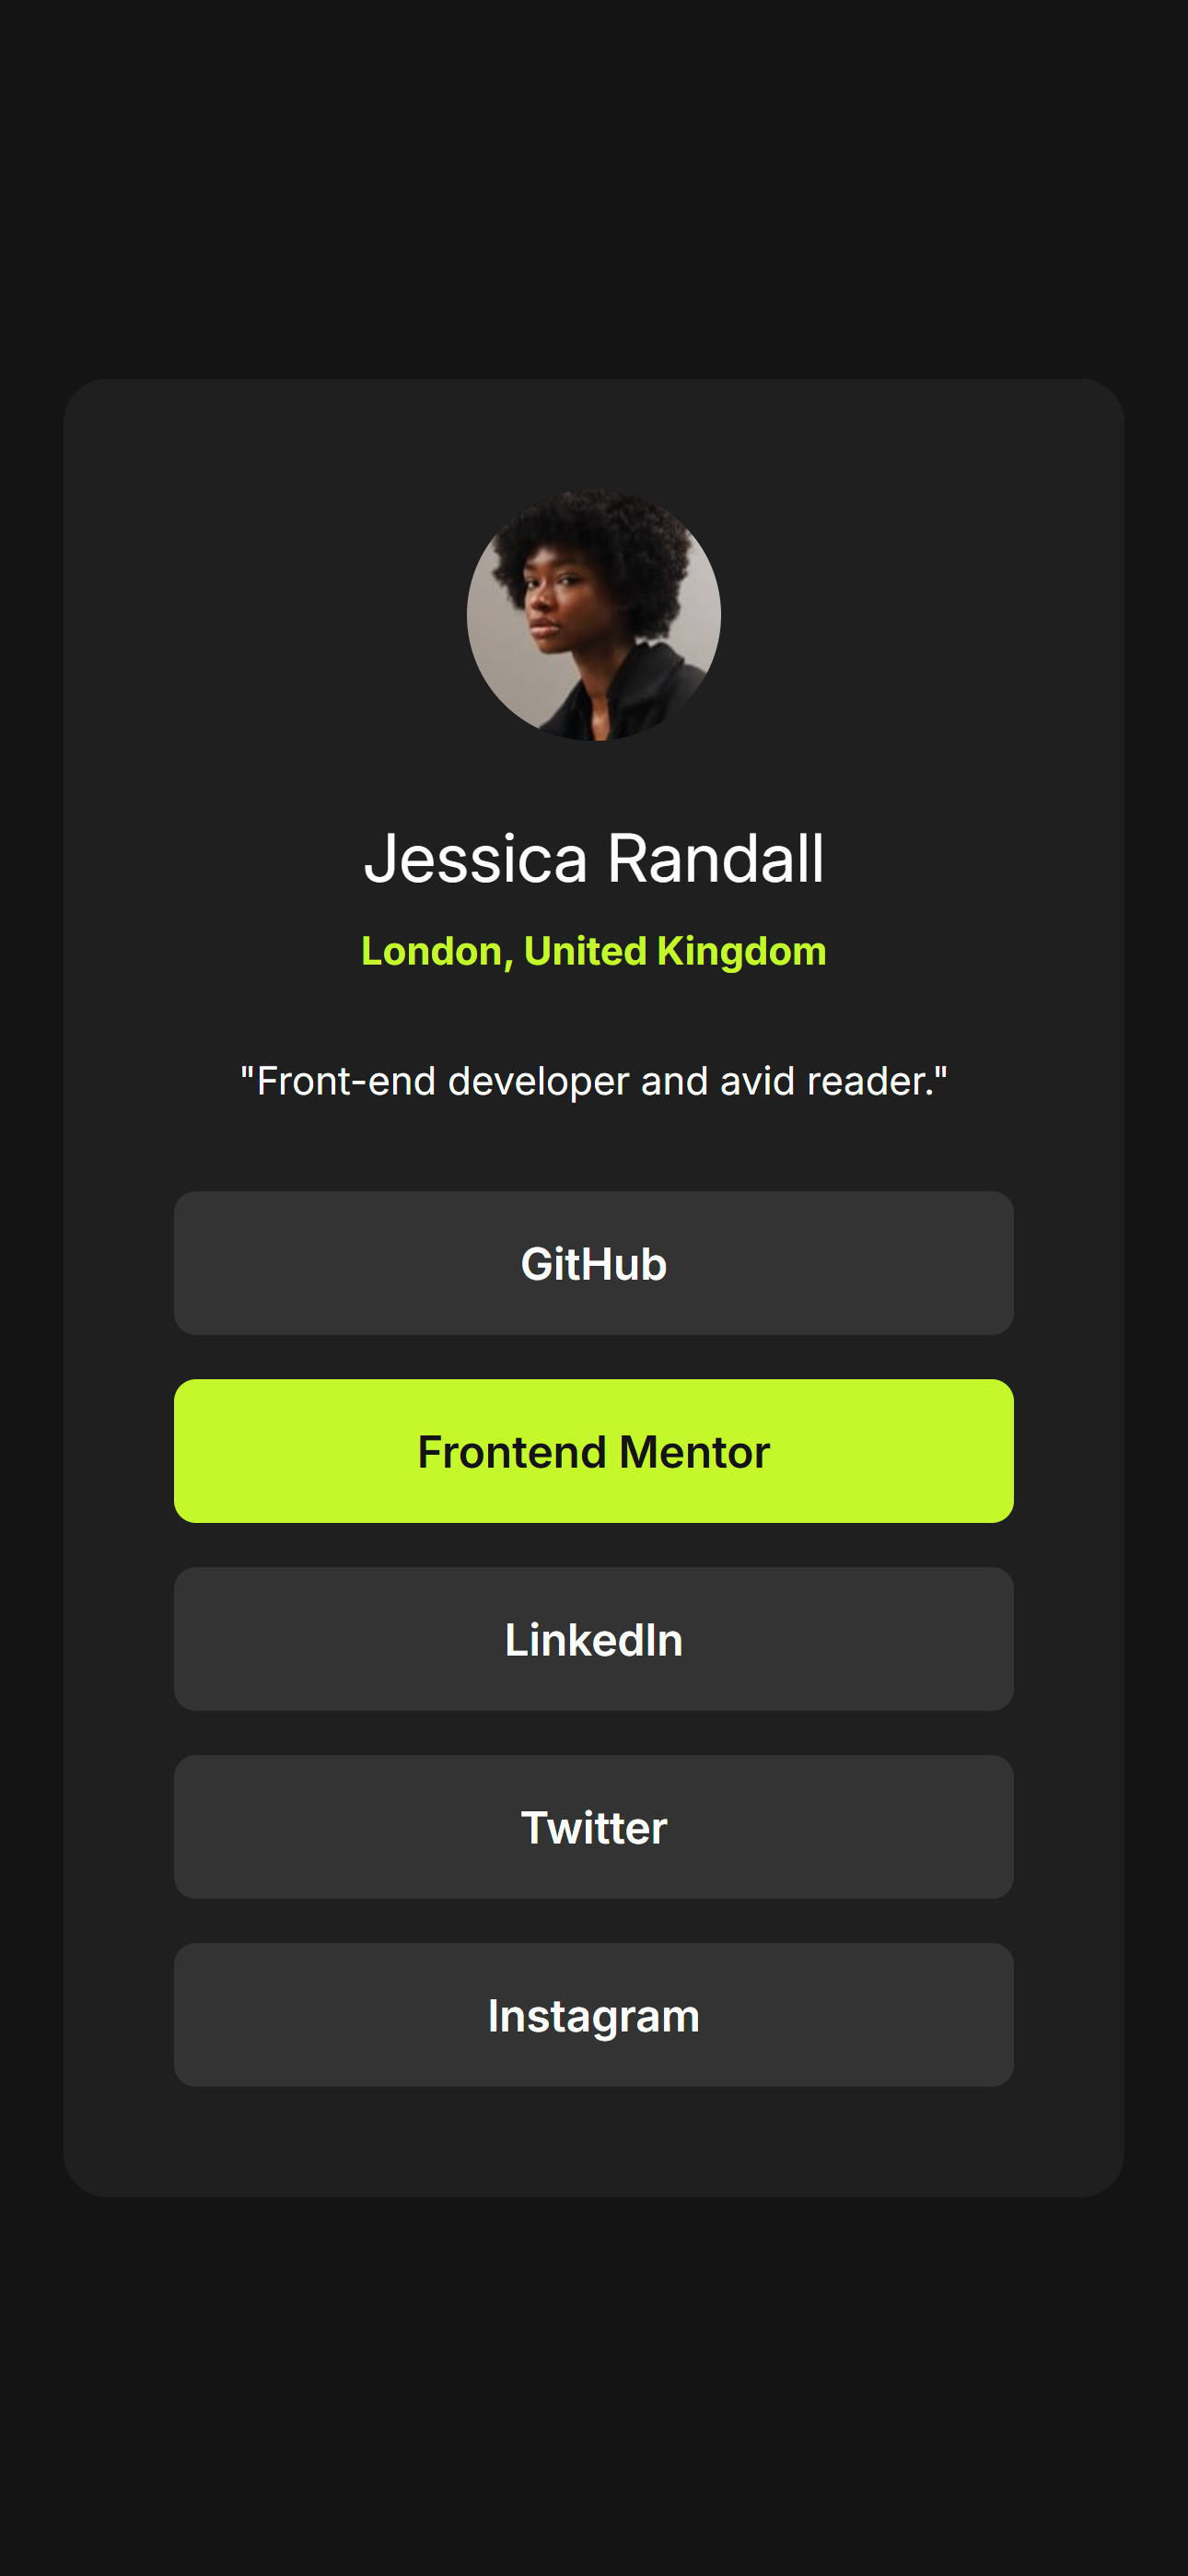 Jessica Randall
London, United Kingdom
"Front-end developer and avid reader."
GitHub
Frontend Mentor
LinkedIn
Twitter
Instagram